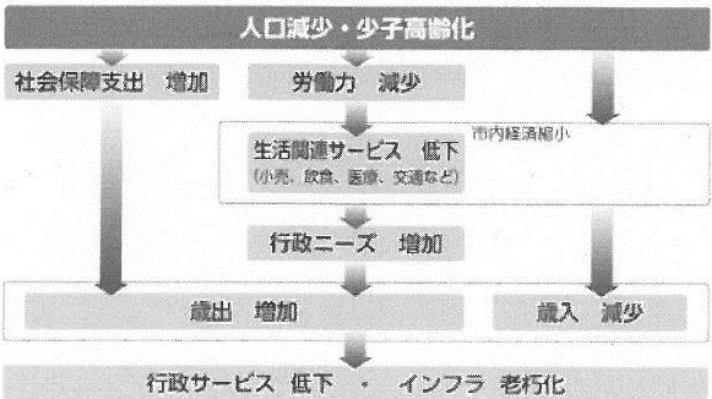 人口減少・少子高齢化
社会保障支出 増加
労働力 減少
市内経済縮小
生活関連サービス 低下
(小売、飲食、医療、交通など)
行政ニーズ 増加
歳出 増加
歳入 減少
行政サービス 低下 ・ インフラ 老朽化